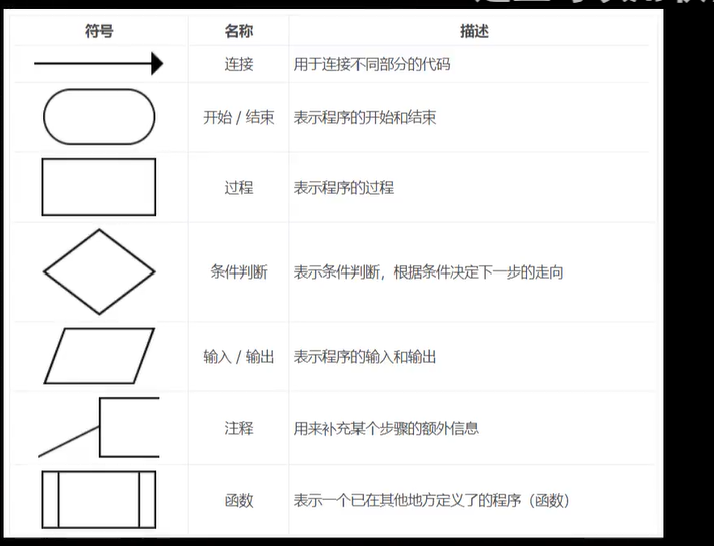 符号 名称 描述
连接 用于连接不同部分的代码
开始 / 结束 表示程序的开始和结束
过程 表示程序的过程
条件判断 表示条件判断，根据条件决定下一步的走向
输入 / 输出 表示程序的输入和输出
注释 用来补充某个步骤的额外信息
函数 表示一个已在其他地方定义了的程序（函数）